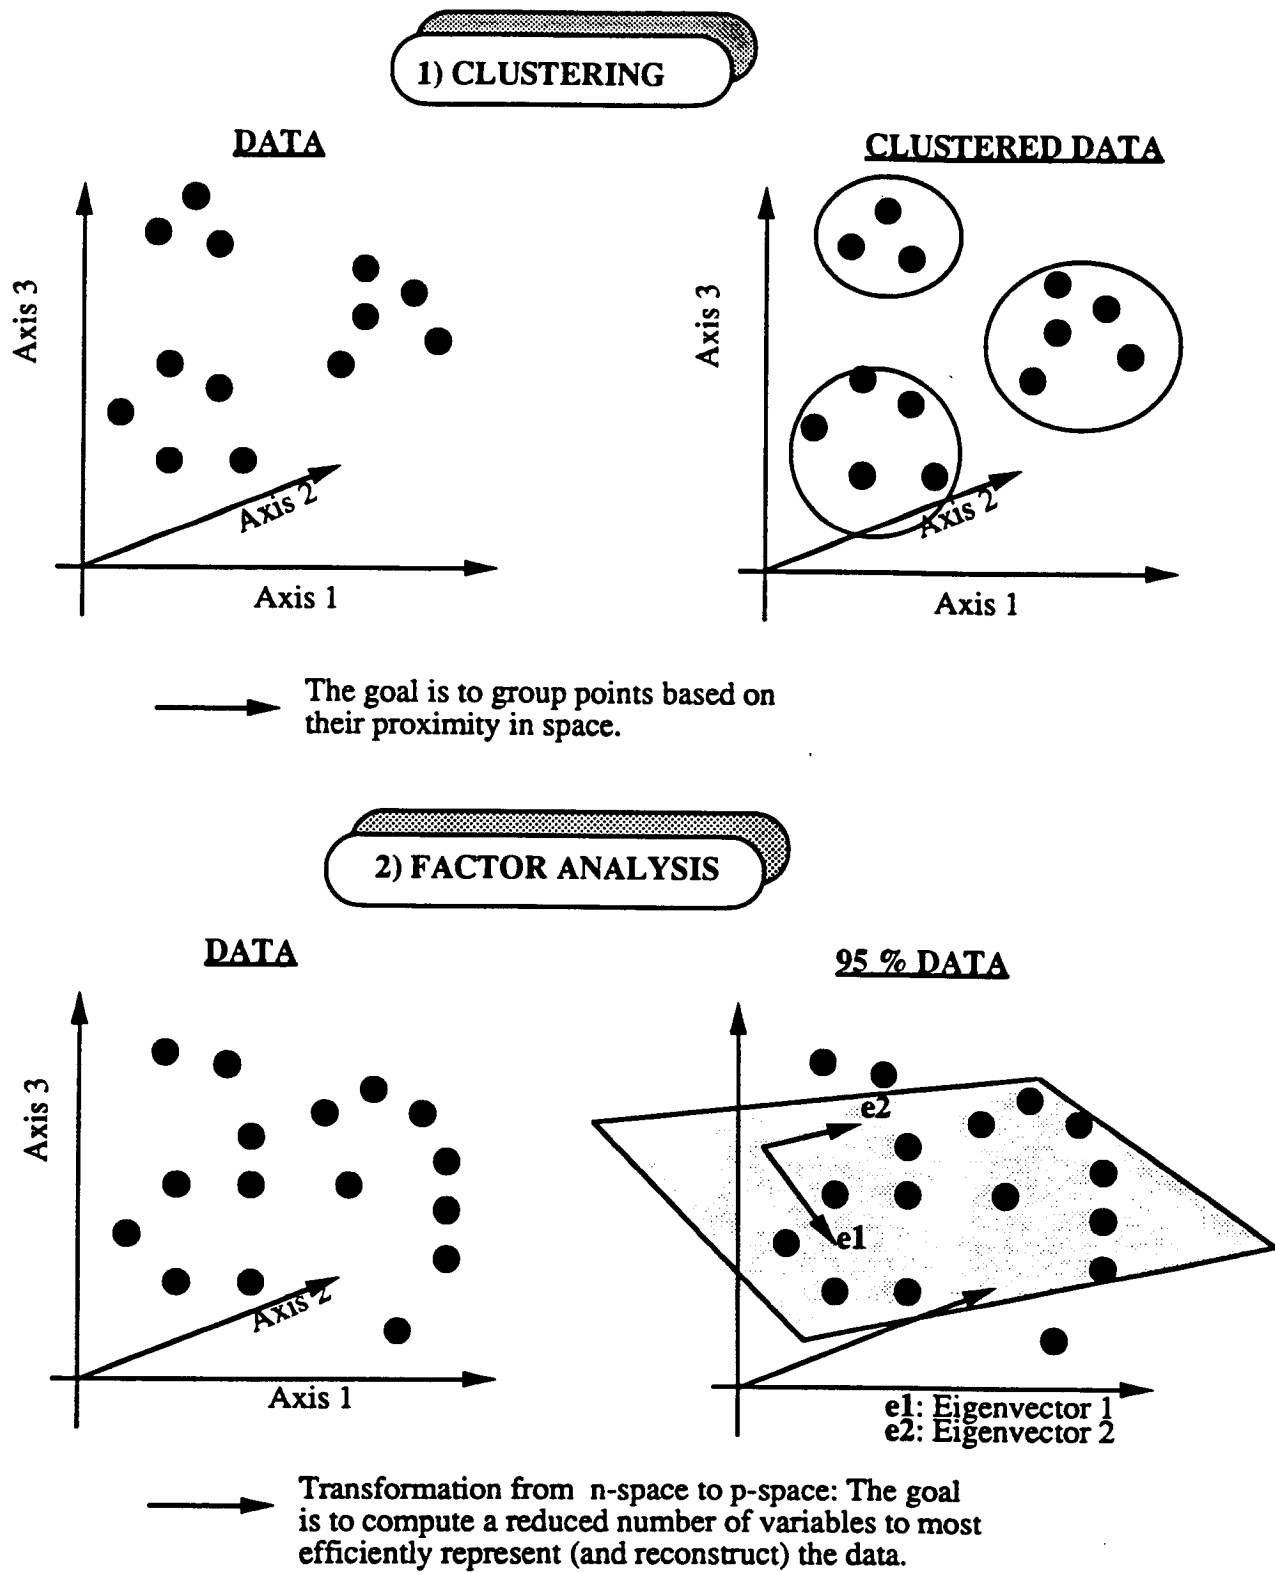 1) CLUSTERING
DATA
CLUSTERED DATA
Axis 3
Axis 2
Axis 1
Axis 3
Axis 2
Axis 1
The goal is to group points based on
their proximity in space.
2) FACTOR ANALYSIS
DATA
95 % DATA
Axis 3
Axis 2
Axis 1
e2
e1
e1: Eigenvector 1
e2: Eigenvector 2
Transformation from n-space to p-space: The goal
is to compute a reduced number of variables to most
efficiently represent (and reconstruct) the data.